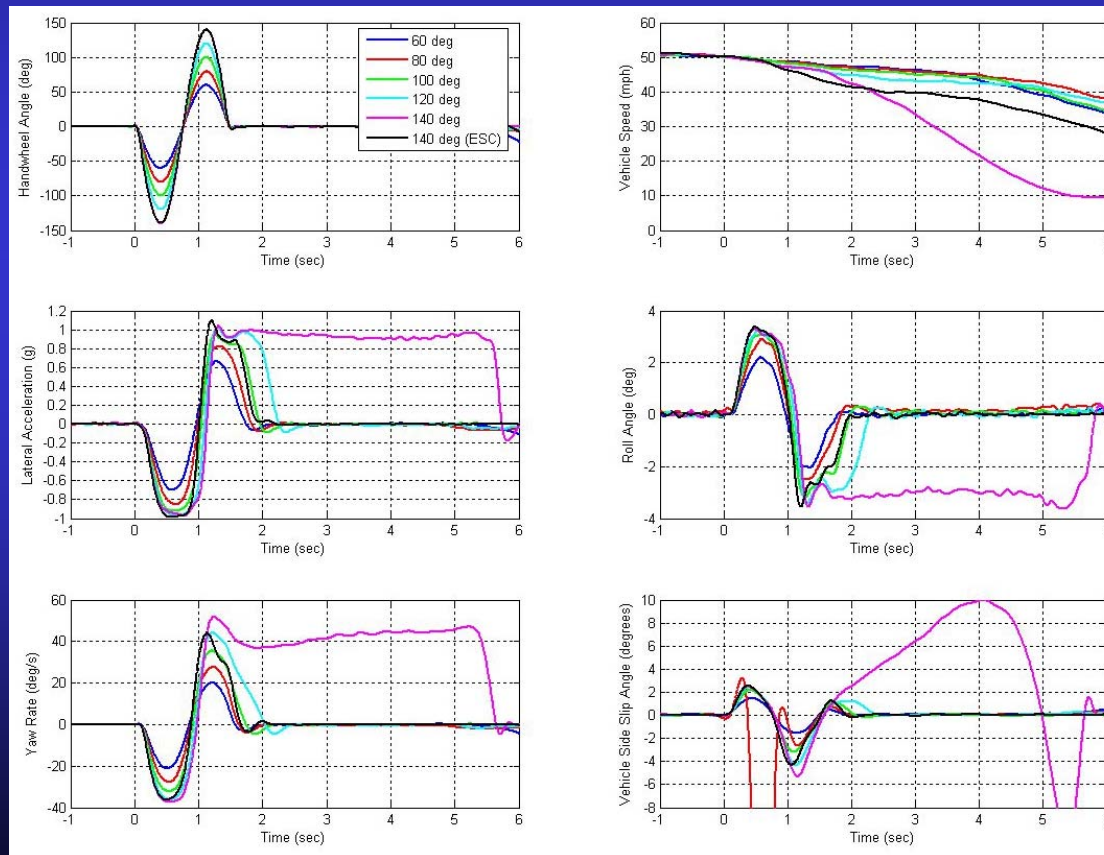 150
100
50
0
-50
-100
-150
Handwheel Angle (deg)
60 deg
80 deg
100 deg
120 deg
140 deg
140 deg (ESC)
-1 0 1 2 3 4 5 6
Time (sec)
60
50
40
30
20
10
0
Vehicle Speed (mph)
-1 0 1 2 3 4 5 6
Time (sec)
1.2
1
0.8
0.6
0.4
0.2
0
-0.2
-0.4
-0.6
-0.8
-1
Lateral Acceleration (g)
-1 0 1 2 3 4 5 6
Time (sec)
4
2
0
-2
-4
Roll Angle (deg)
-1 0 1 2 3 4 5 6
Time (sec)
60
40
20
0
-20
-40
Yaw Rate (deg/s)
-1 0 1 2 3 4 5 6
Time (sec)
10
8
6
4
2
0
-2
-4
-6
-8
Vehicle Side Slip Angle (degrees)
-1 0 1 2 3 4 5 6
Time (sec)